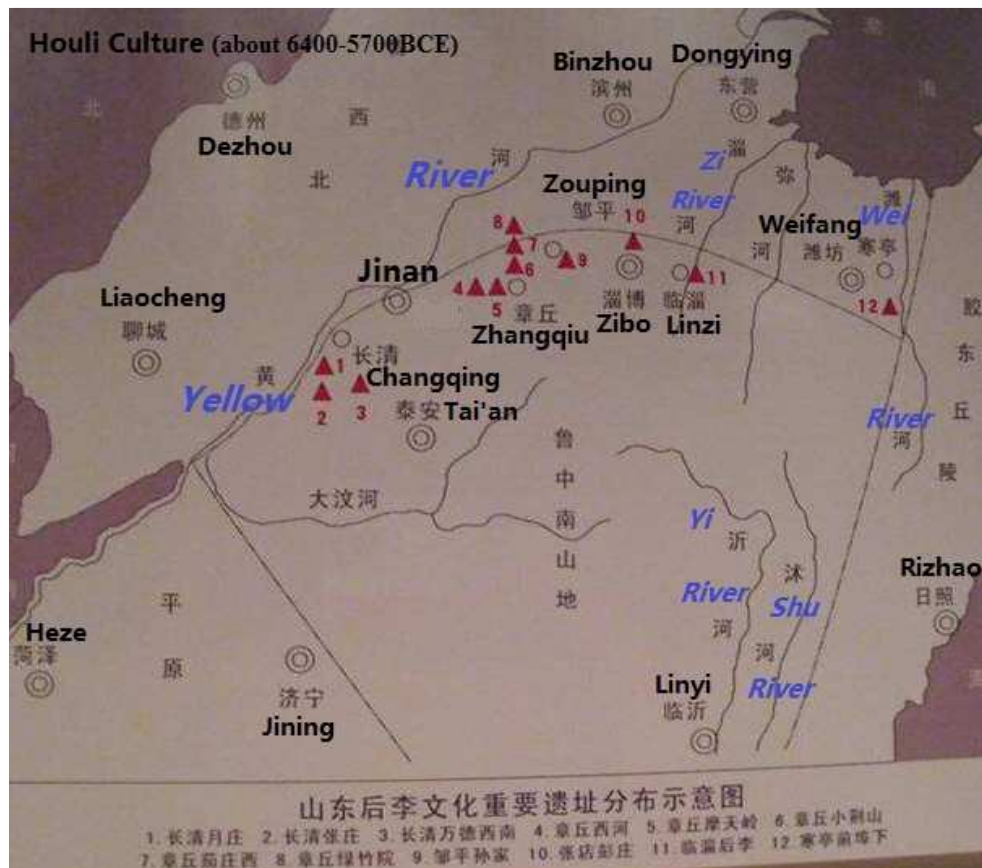 Houli Culture (about 6400-5700BCE)
Dongying
Binzhou
滨州
东营
北
西
德州
Dezhou
北
海
River
河
Zi
淄
弥
River
河
Zouping
邹平
潍
Wei
Weifang
潍坊
寒亭
河
8
7
6
10
9
11
12
Jinan
4
5
章丘
Zhangqiu
淄博
Zibo
临淄
Linzi
Liaocheng
聊城
胶
东
丘
陵
1
长清
Changqing
2
3
黄
Yellow
泰安
Tai'an
River
河
鲁
中
南
山
地
大汶河
Yi
沂
River
河
沭
Shu
河
River
Rizhao
日照
平
原
Heze
菏泽
济宁
Jining
Linyi
临沂
山东后李文化重要遗址分布示意图
1.长清月庄 2.长清张庄 3.长清万德西南 4.章丘西河 5.章丘摩天岭 6.章丘小荆山
7.章丘茄庄西 8 章丘绿竹院 9 邹平孙家 10.张店彭庄 11.临淄后李 12 寒亭前埠下